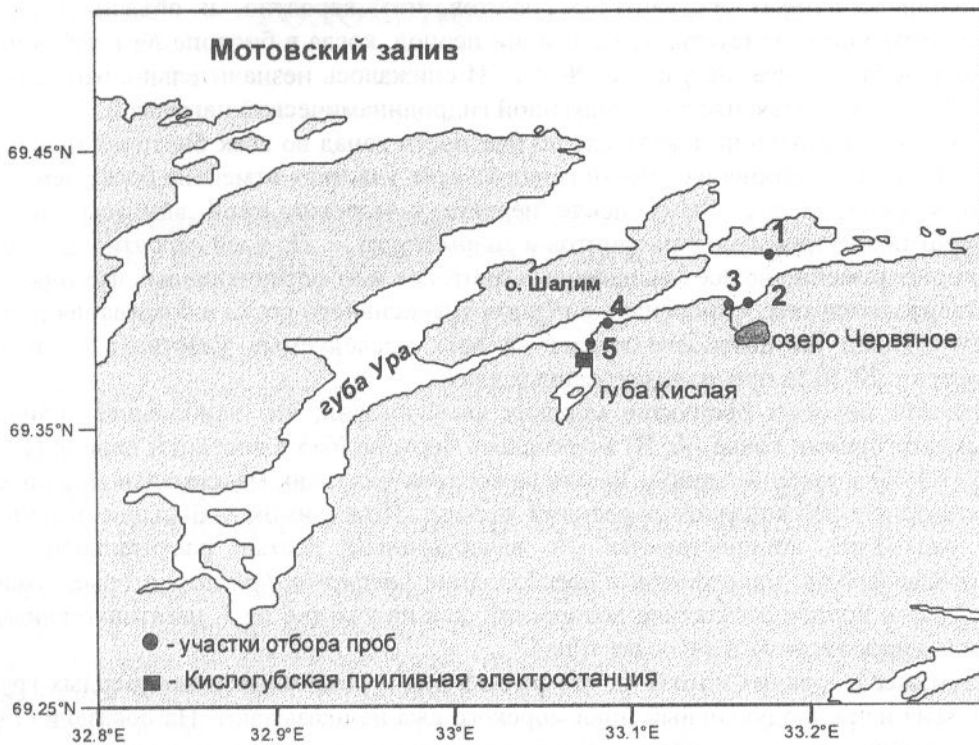 Мотовский залив
69.45°N
1
о. Шалим
3
2
4
озеро Червяное
5
губа Ура
губа Кислая
69.35°N
- участки отбора проб
- Кислогубская приливная электростанция
69.25°N
32.8°E
32.9°E
33°E
33.1°E
33.2°E